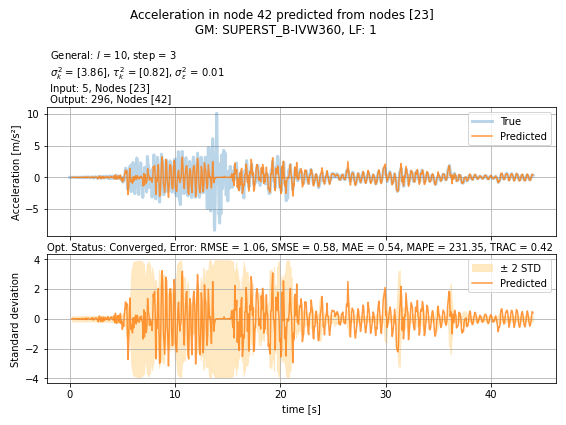 Acceleration in node 42 predicted from nodes [23]
GM: SUPERST_B-IVW360, LF: 1
General: l = 10, step = 3
σ²ₖ = [3.86], τ²ₖ = [0.82], σ²ε = 0.01
Input: 5, Nodes [23]
Output: 296, Nodes [42]
10
5
0
−5
Acceleration [m/s²]
True
Predicted
Opt. Status: Converged, Error: RMSE = 1.06, SMSE = 0.58, MAE = 0.54, MAPE = 231.35, TRAC = 0.42
4
2
0
−2
−4
Standard deviation
± 2 STD
Predicted
0 10 20 30 40
time [s]